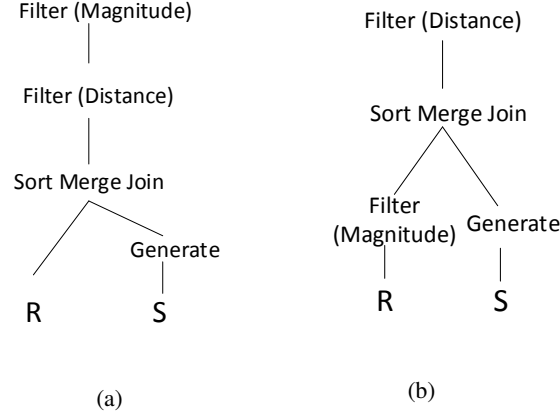 Filter (Magnitude)
Filter (Distance)
Sort Merge Join
Generate
R
S
(a)
Filter (Distance)
Sort Merge Join
Filter
(Magnitude)
Generate
R
S
(b)